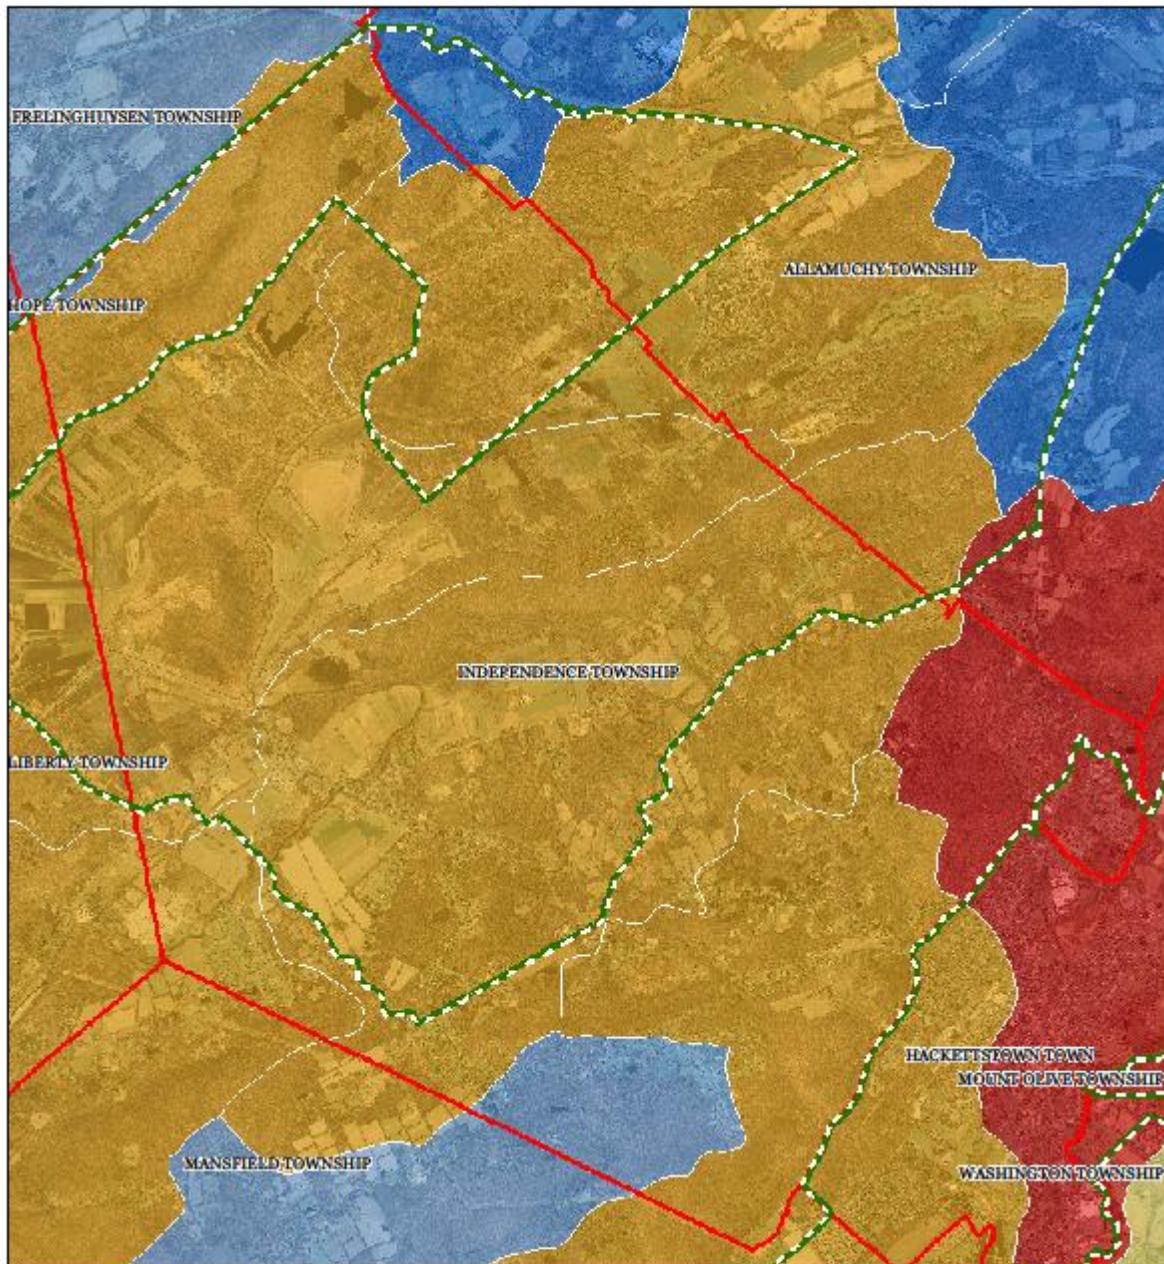 FRELINGHUYSEN TOWNSHIP
ALLAMUCHY TOWNSHIP
HOPE TOWNSHIP
INDEPENDENCE TOWNSHIP
LIBERTY TOWNSHIP
HACKETTSTOWN TOWN
MOUNT OLIVE TOWNSHIP
MANSFIELD TOWNSHIP
WASHINGTON TOWNSHIP